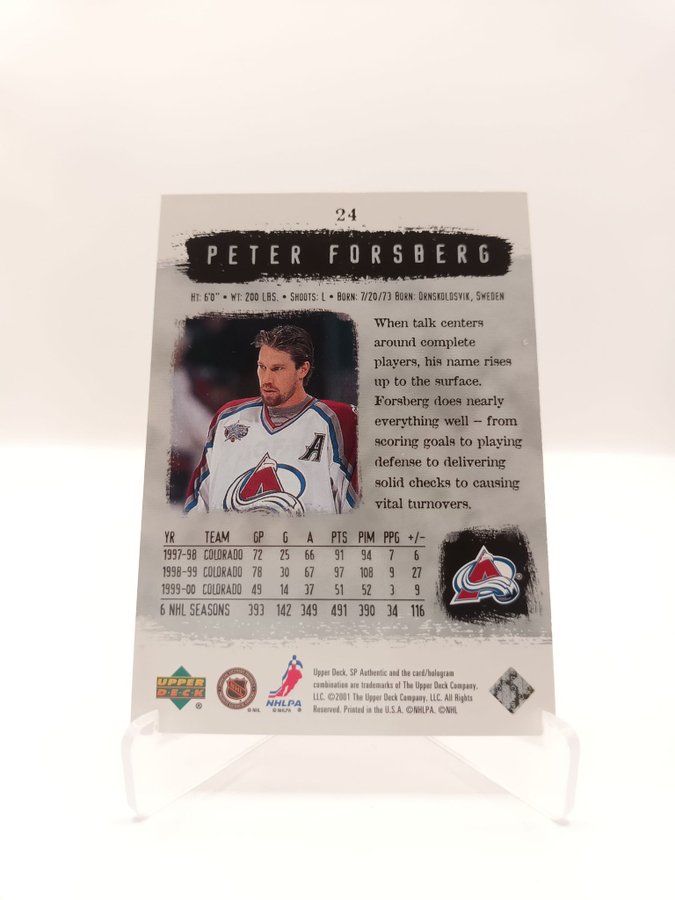 24
PETER FORSBERG
HT: 6'0" • WT: 200 LBS. • SHOOTS: L • BORN: 7/20/73 BORN: ORNSKOLDSVIK, SWEDEN
When talk centers
around complete
players, his name rises
up to the surface.
Forsberg does nearly
everything well – from
scoring goals to playing
defense to delivering
solid checks to causing
vital turnovers.
A
YR TEAM GP G A PTS PIM PPG +/–
1997-98 COLORADO 72 25 66 91 94 7 6
1998-99 COLORADO 78 30 67 97 108 9 27
1999-00 COLORADO 49 14 37 51 52 3 9
6 NHL SEASONS 393 142 349 491 390 34 116
UPPER
DECK
®
© NHL
NHLPA
© NHLPA ®
Upper Deck, SP Authentic and the card/hologram
combination are trademarks of The Upper Deck Company,
LLC. ©2001 The Upper Deck Company, LLC. All Rights
Reserved. Printed in the U.S.A. ©NHLPA. ©NHL